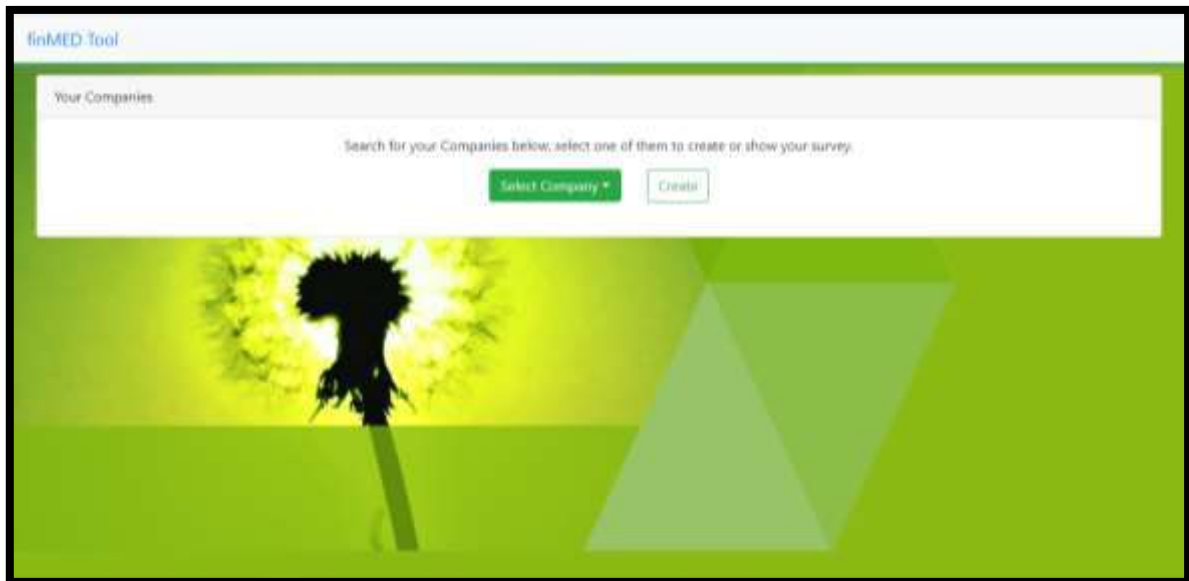 finMED Tool
Your Companies
Search for your Companies below, select one of them to create or show your survey.
Select Company
Create